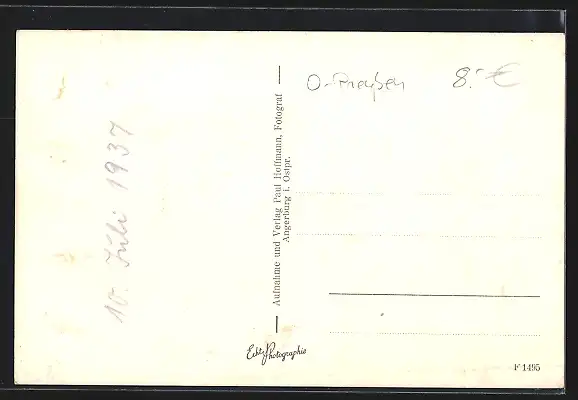 O-Preußen 8.- €
10. Juli 1937
Aufnahme und Verlag Paul Hoffmann, Fotograf
Angerburg i. Ostpr.
Echte Photographie
F 1495